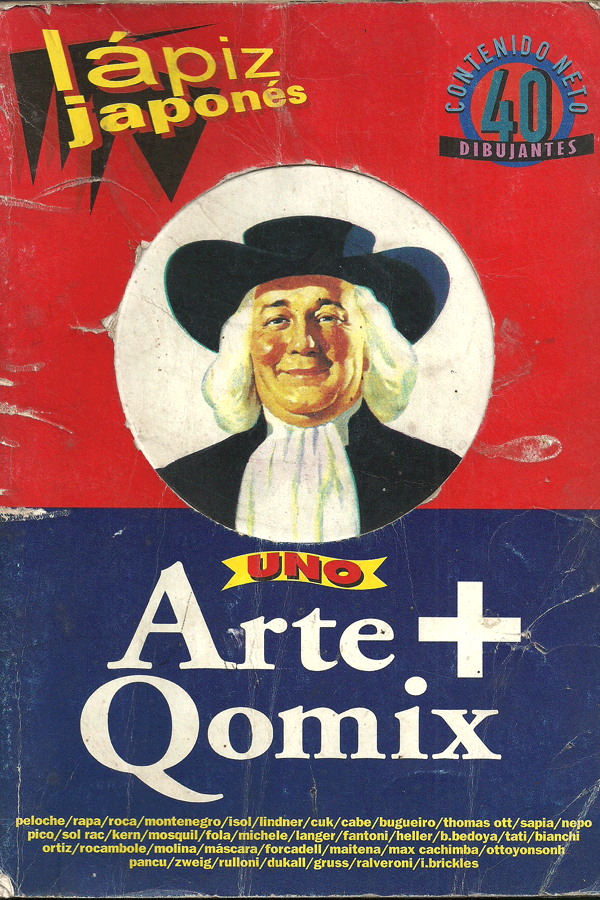 lápiz
japonés
CONTENIDO NETO
40
DIBUJANTES
UNO
Arte +
Qomix
peloche/rapa/roca/montenegro/isol/lindner/cuk/cabe/bugueiro/thomas ott/sapia/nepo
pico/sol rac/kern/mosquil/fola/michele/langer/fantoni/heller/b.bedoya/tati/bianchi
ortíz/rocambole/molina/máscara/forcadell/maitena/max cachimba/ottoyonsonh
pancu/zweig/rulloni/dukall/gruss/ralveroni/i.brickles